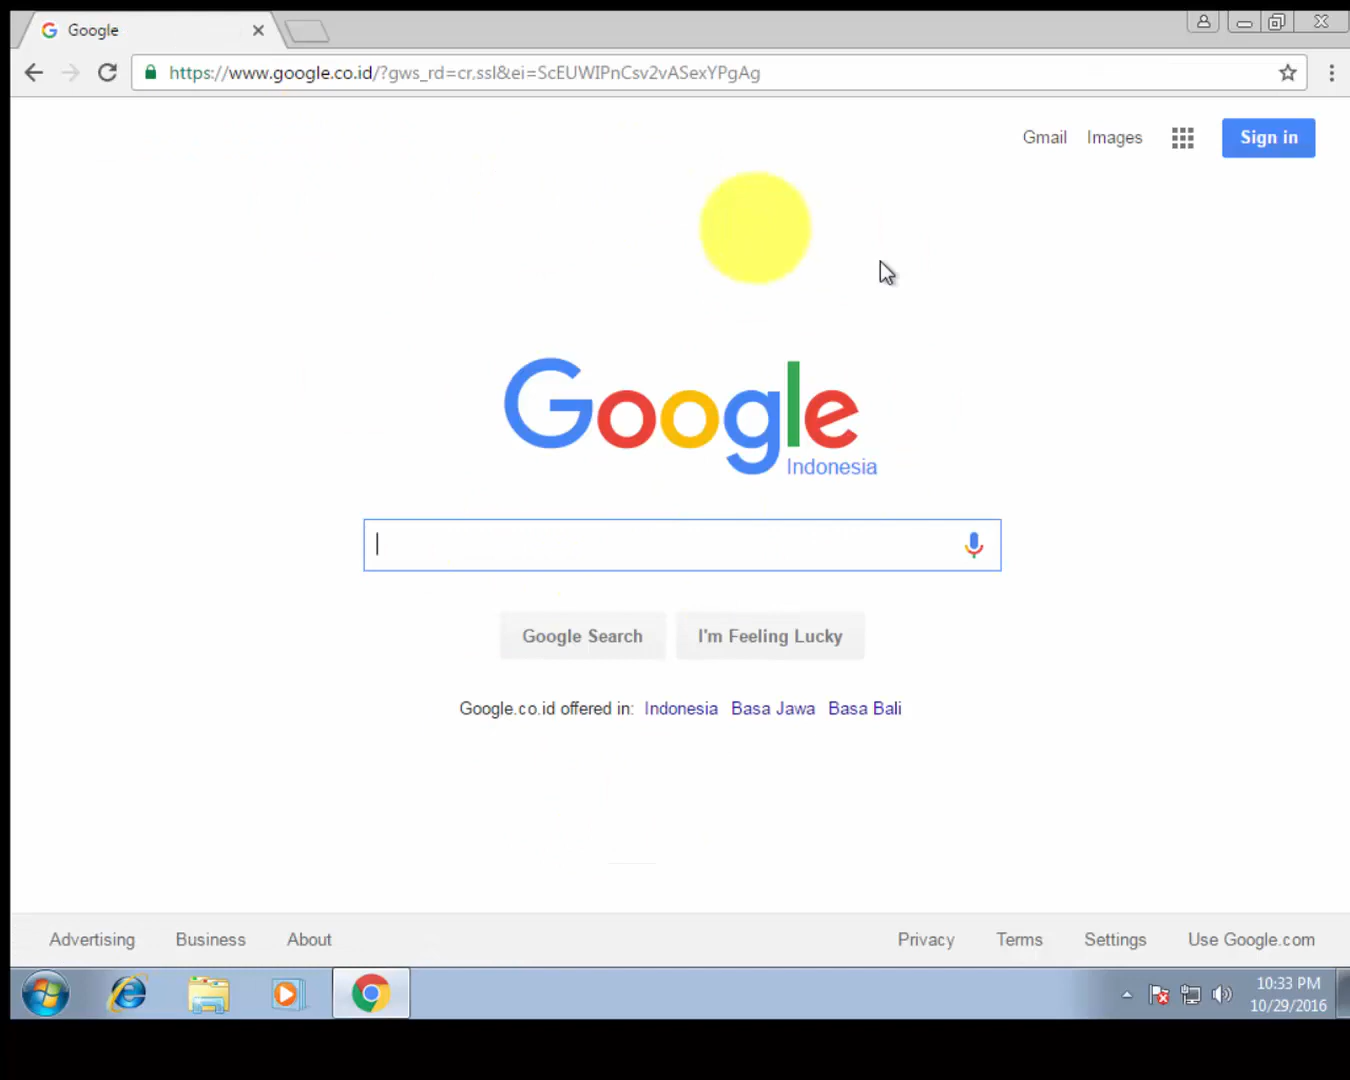 Google
https://www.google.co.id/?gws_rd=cr,ssl&ei=ScEUWIPnCsv2vASexYPgAg
Gmail Images Sign in
Google
Indonesia
Google Search I'm Feeling Lucky
Google.co.id offered in: Indonesia Basa Jawa Basa Bali
Advertising Business About Privacy Terms Settings Use Google.com
10:33 PM
10/29/2016